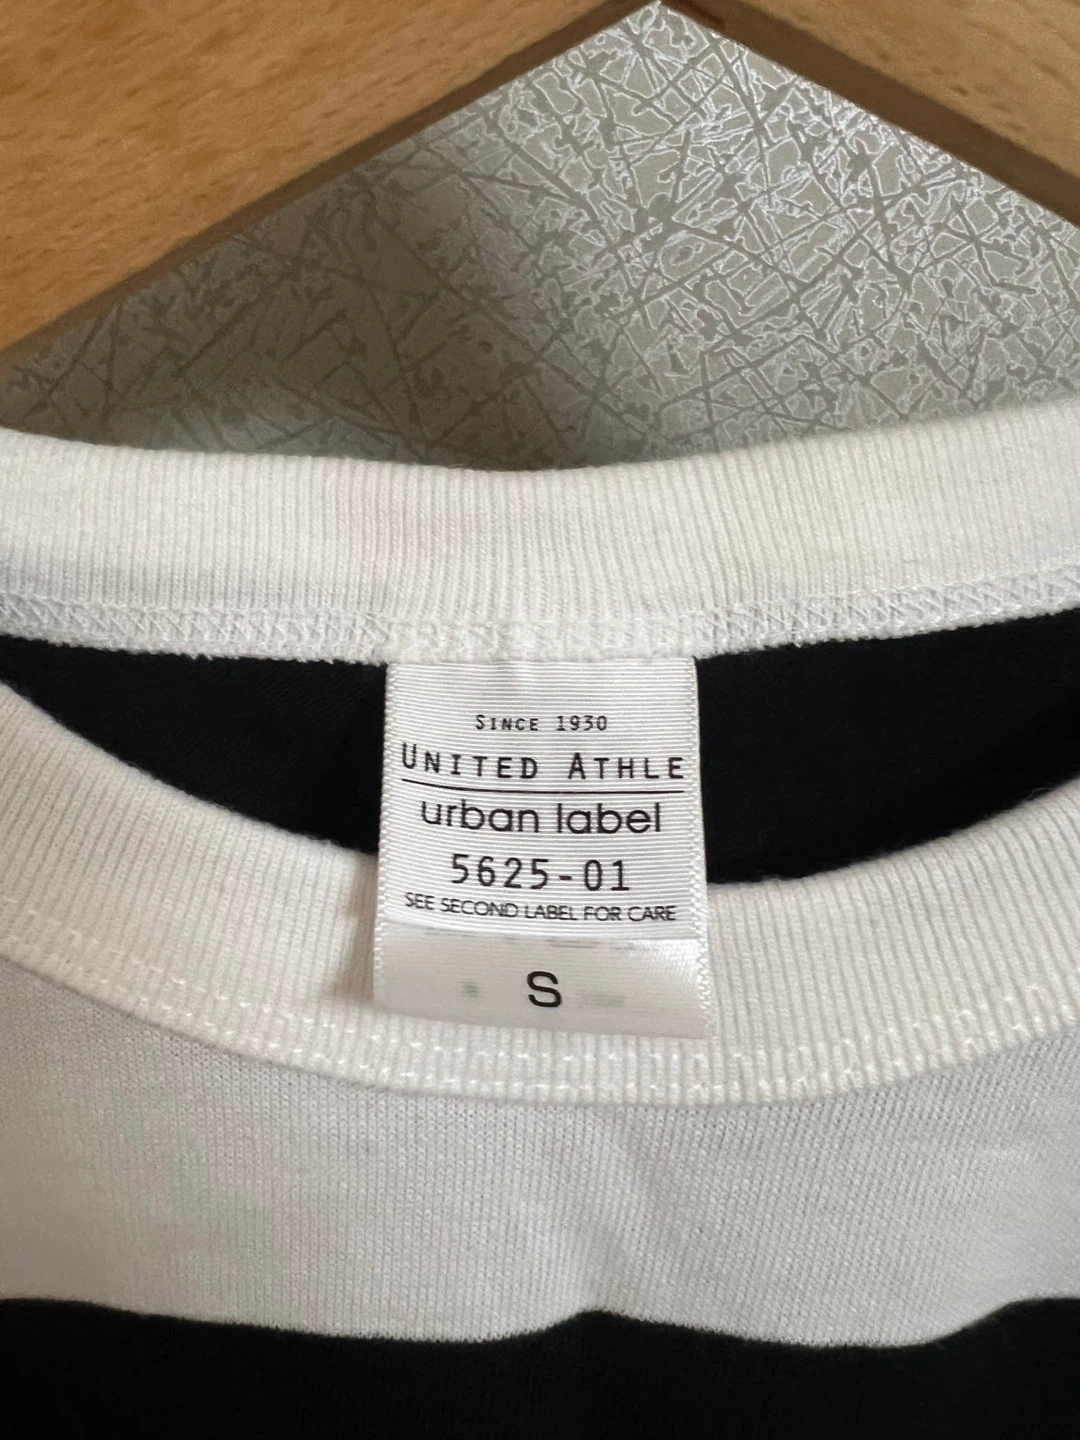 SINCE 1930
UNITED ATHLE
urban label
5625-01
SEE SECOND LABEL FOR CARE
S